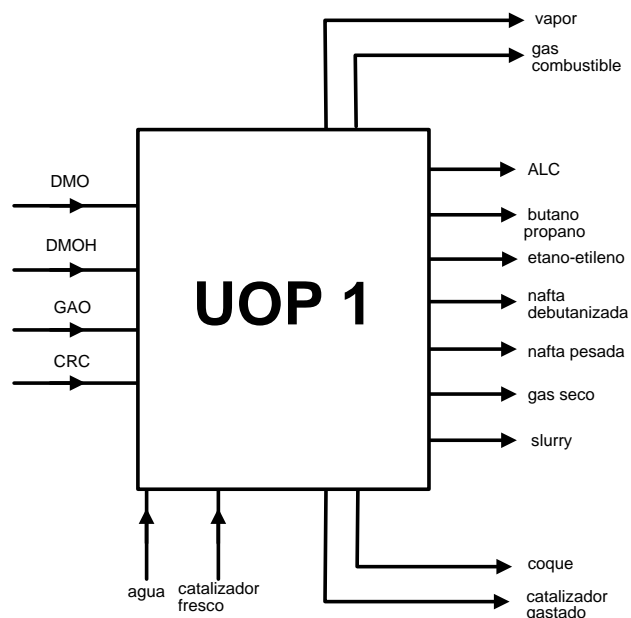 vapor
gas
combustible
DMO
DMOH
GAO
CRC
UOP 1
ALC
butano
propano
etano-etileno
nafta
debutanizada
nafta pesada
gas seco
slurry
agua
catalizador
fresco
coque
catalizador
gastado